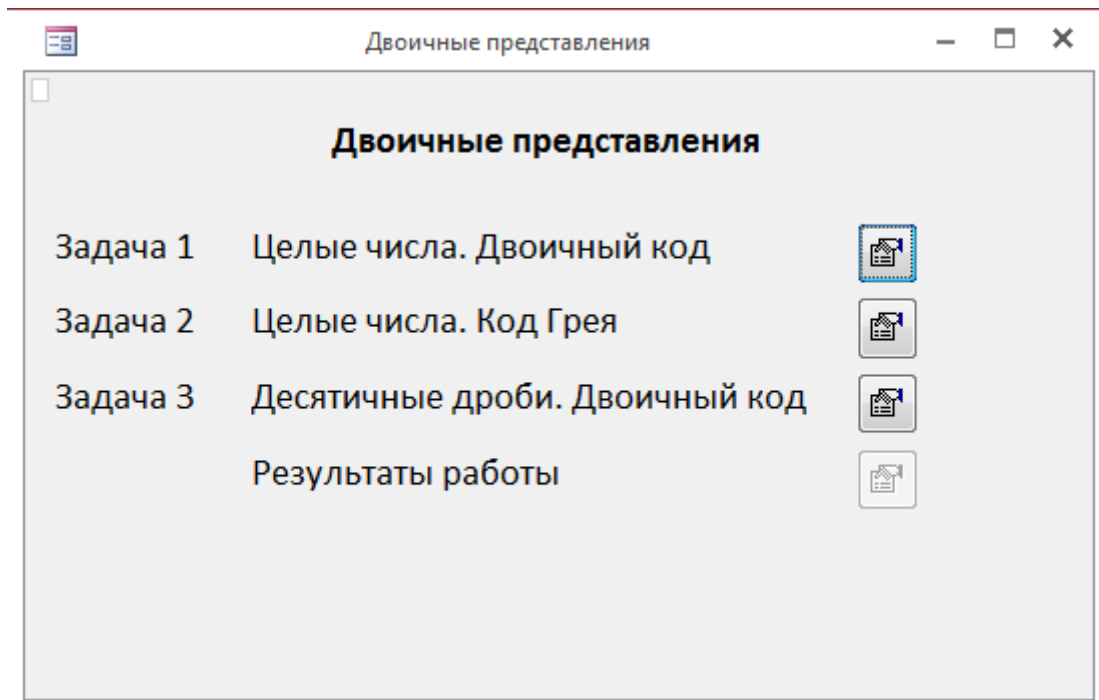 Двоичные представления
Двоичные представления
Задача 1 Целые числа. Двоичный код
Задача 2 Целые числа. Код Грея
Задача 3 Десятичные дроби. Двоичный код
Результаты работы